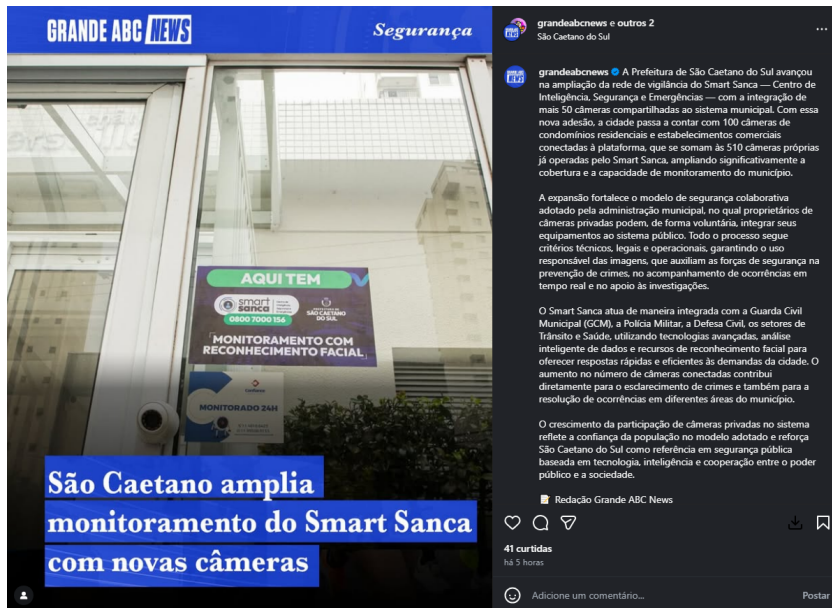 GRANDE ABC NEWS
Segurança
AQUI TEM
smart sanca
0800 7000 156
PREFEITURA DE
SÃO CAETANO
DO SUL
MONITORAMENTO COM
RECONHECIMENTO FACIAL
MONITORADO 24H
São Caetano amplia
monitoramento do Smart Sanca
com novas câmeras
grandeabcnews e outros 2
São Caetano do Sul
grandeabcnews A Prefeitura de São Caetano do Sul avançou
na ampliação da rede de vigilância do Smart Sanca — Centro de
Inteligência, Segurança e Emergências — com a integração de
mais 50 câmeras compartilhadas ao sistema municipal. Com essa
nova adesão, a cidade passa a contar com 100 câmeras de
condomínios residenciais e estabelecimentos comerciais
conectadas à plataforma, que se somam às 510 câmeras próprias
já operadas pelo Smart Sanca, ampliando significativamente a
cobertura e a capacidade de monitoramento do município.
A expansão fortalece o modelo de segurança colaborativa
adotado pela administração municipal, no qual proprietários de
câmeras privadas podem, de forma voluntária, integrar seus
equipamentos ao sistema público. Todo o processo segue
critérios técnicos, legais e operacionais, garantindo o uso
responsável das imagens, que auxiliam as forças de segurança na
prevenção de crimes, no acompanhamento de ocorrências em
tempo real e no apoio às investigações.
O Smart Sanca atua de maneira integrada com a Guarda Civil
Municipal (GCM), a Polícia Militar, a Defesa Civil, os setores de
Trânsito e Saúde, utilizando tecnologias avançadas, análise
inteligente de dados e recursos de reconhecimento facial para
oferecer respostas rápidas e eficientes às demandas da cidade. O
aumento no número de câmeras conectadas contribui
diretamente para o esclarecimento de crimes e também para a
resolução de ocorrências em diferentes áreas do município.
O crescimento da participação de câmeras privadas no sistema
reflete a confiança da população no modelo adotado e reforça
São Caetano do Sul como referência em segurança pública
baseada em tecnologia, inteligência e cooperação entre o poder
público e a sociedade.
Redação Grande ABC News
41 curtidas
há 5 horas
Adicione um comentário...
Postar